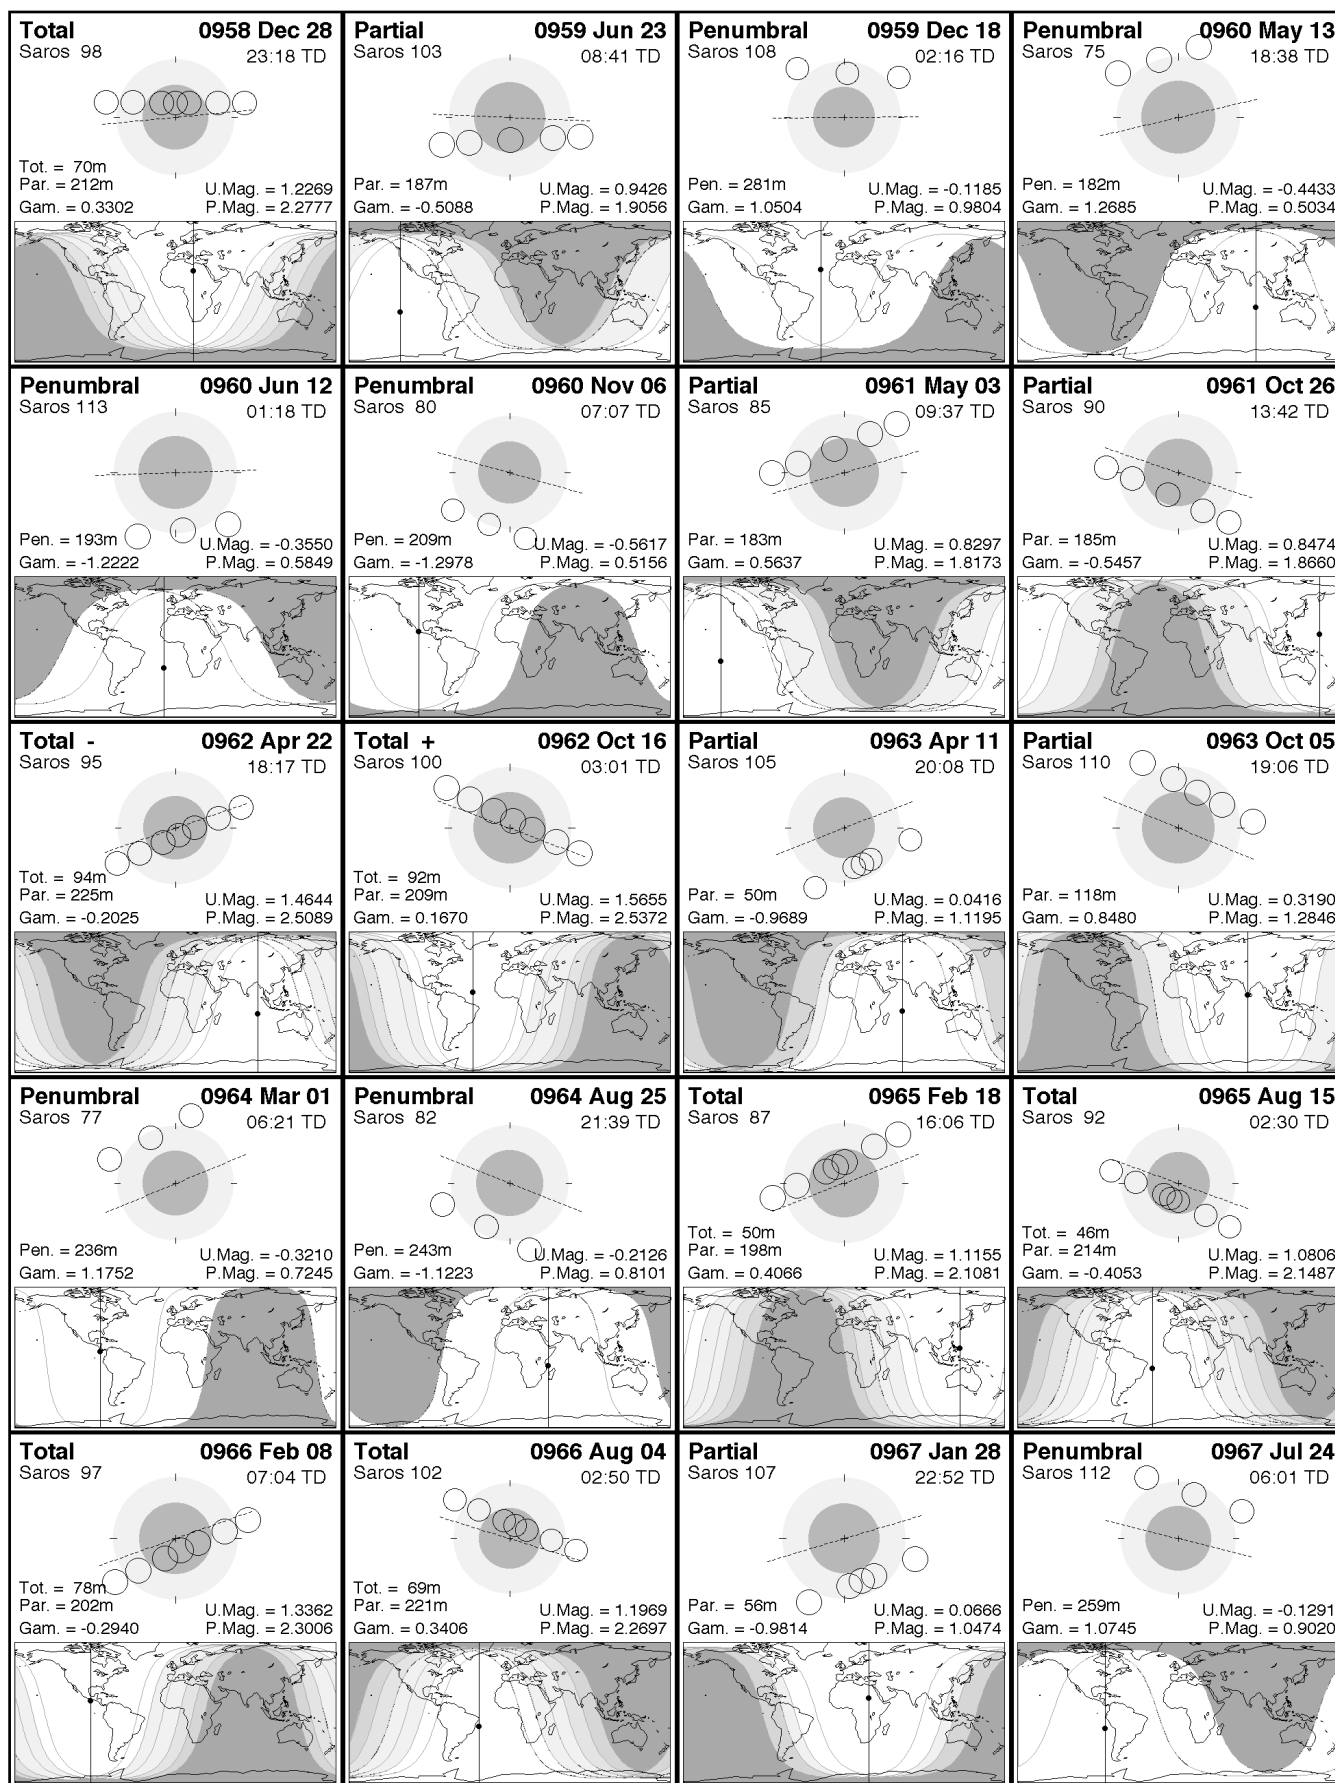 Total 0958 Dec 28
Saros 98 23:18 TD
Tot. = 70m
Par. = 212m U.Mag. = 1.2269
Gam. = 0.3302 P.Mag. = 2.2777
Partial 0959 Jun 23
Saros 103 08:41 TD
Par. = 187m U.Mag. = 0.9426
Gam. = -0.5088 P.Mag. = 1.9056
Penumbral 0959 Dec 18
Saros 108 02:16 TD
Pen. = 281m U.Mag. = -0.1185
Gam. = 1.0504 P.Mag. = 0.9804
Penumbral 0960 May 13
Saros 75 18:38 TD
Pen. = 182m U.Mag. = -0.4433
Gam. = 1.2685 P.Mag. = 0.5034
Penumbral 0960 Jun 12
Saros 113 01:18 TD
Pen. = 193m U.Mag. = -0.3550
Gam. = -1.2222 P.Mag. = 0.5849
Penumbral 0960 Nov 06
Saros 80 07:07 TD
Pen. = 209m U.Mag. = -0.5617
Gam. = -1.2978 P.Mag. = 0.5156
Partial 0961 May 03
Saros 85 09:37 TD
Par. = 183m U.Mag. = 0.8297
Gam. = 0.5637 P.Mag. = 1.8173
Partial 0961 Oct 26
Saros 90 13:42 TD
Par. = 185m U.Mag. = 0.8474
Gam. = -0.5457 P.Mag. = 1.8660
Total - 0962 Apr 22
Saros 95 18:17 TD
Tot. = 94m
Par. = 225m U.Mag. = 1.4644
Gam. = -0.2025 P.Mag. = 2.5089
Total + 0962 Oct 16
Saros 100 03:01 TD
Tot. = 92m
Par. = 209m U.Mag. = 1.5655
Gam. = 0.1670 P.Mag. = 2.5372
Partial 0963 Apr 11
Saros 105 20:08 TD
Par. = 50m U.Mag. = 0.0416
Gam. = -0.9689 P.Mag. = 1.1195
Partial 0963 Oct 05
Saros 110 19:06 TD
Par. = 118m U.Mag. = 0.3190
Gam. = 0.8480 P.Mag. = 1.2846
Penumbral 0964 Mar 01
Saros 77 06:21 TD
Pen. = 236m U.Mag. = -0.3210
Gam. = 1.1752 P.Mag. = 0.7245
Penumbral 0964 Aug 25
Saros 82 21:39 TD
Pen. = 243m U.Mag. = -0.2126
Gam. = -1.1223 P.Mag. = 0.8101
Total 0965 Feb 18
Saros 87 16:06 TD
Tot. = 50m
Par. = 198m U.Mag. = 1.1155
Gam. = 0.4066 P.Mag. = 2.1081
Total 0965 Aug 15
Saros 92 02:30 TD
Tot. = 46m
Par. = 214m U.Mag. = 1.0806
Gam. = -0.4053 P.Mag. = 2.1487
Total 0966 Feb 08
Saros 97 07:04 TD
Tot. = 78m
Par. = 202m U.Mag. = 1.3362
Gam. = -0.2940 P.Mag. = 2.3006
Total 0966 Aug 04
Saros 102 02:50 TD
Tot. = 69m
Par. = 221m U.Mag. = 1.1969
Gam. = 0.3406 P.Mag. = 2.2697
Partial 0967 Jan 28
Saros 107 22:52 TD
Par. = 56m U.Mag. = 0.0666
Gam. = -0.9814 P.Mag. = 1.0474
Penumbral 0967 Jul 24
Saros 112 06:01 TD
Pen. = 259m U.Mag. = -0.1291
Gam. = 1.0745 P.Mag. = 0.9020